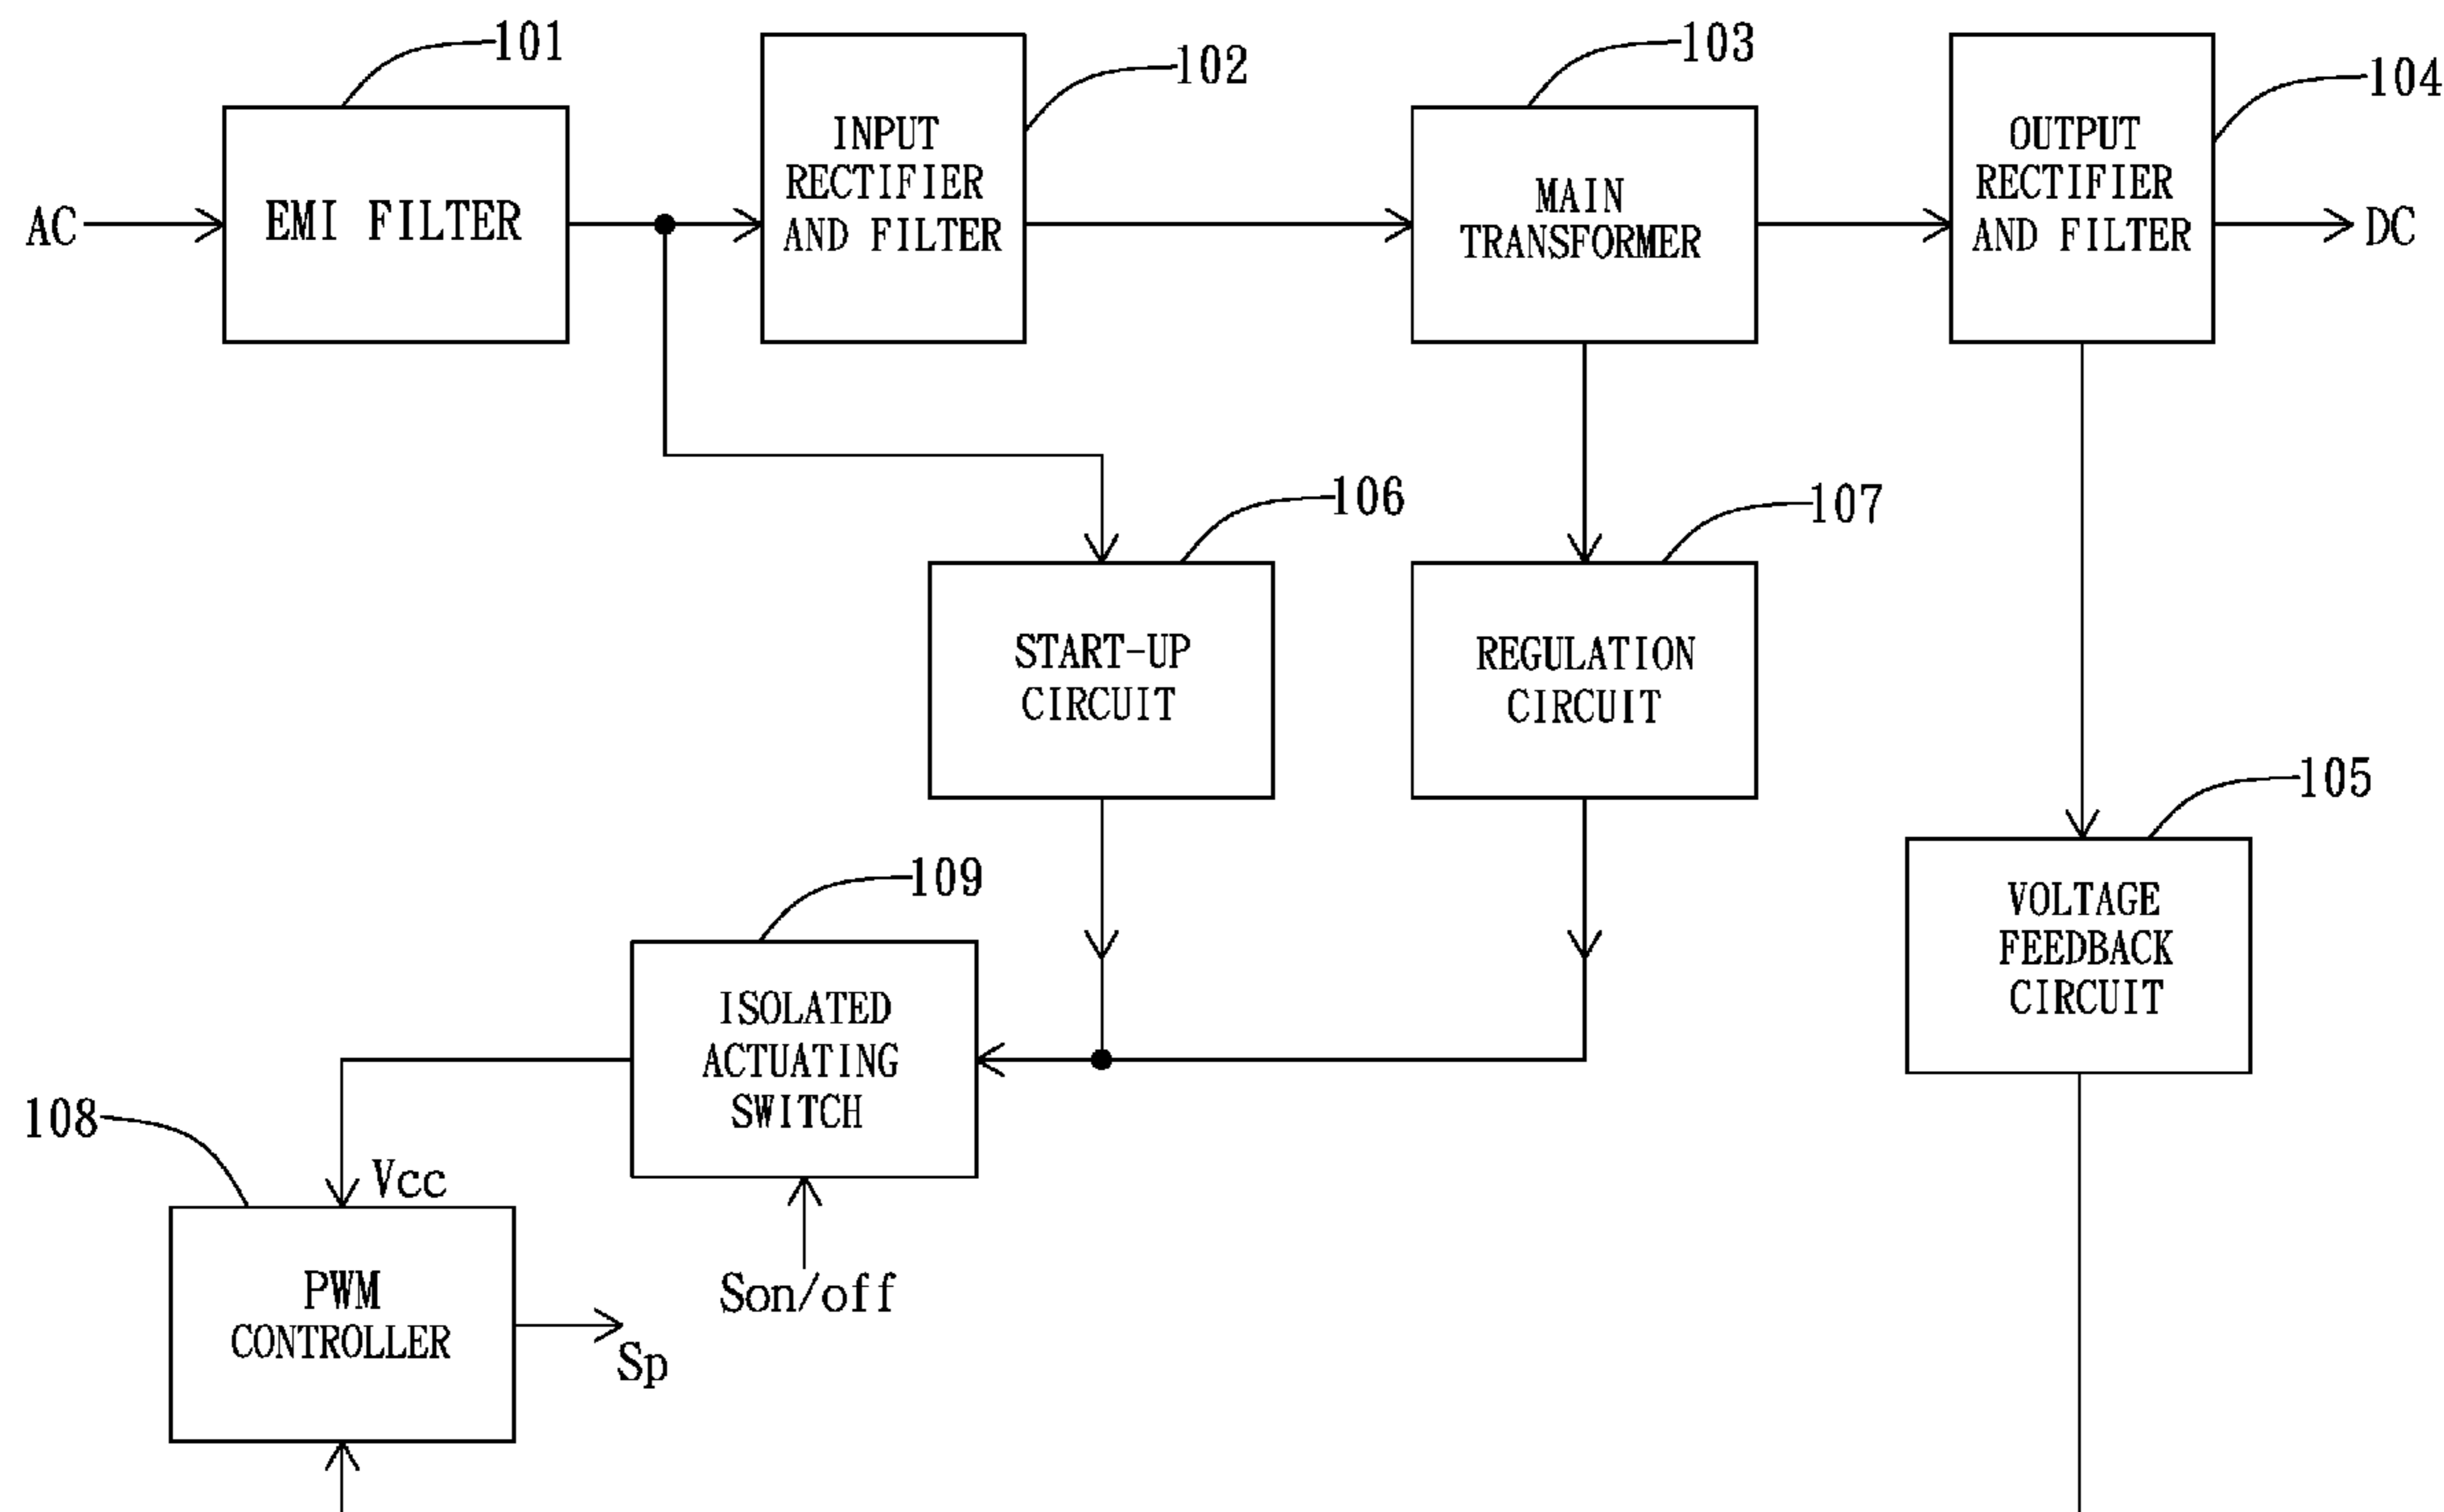 101
102
103
104
AC
EMI FILTER
INPUT
RECTIFIER
AND FILTER
MAIN
TRANSFORMER
OUTPUT
RECTIFIER
AND FILTER
DC
106
107
START-UP
CIRCUIT
REGULATION
CIRCUIT
105
109
VOLTAGE
FEEDBACK
CIRCUIT
ISOLATED
ACTUATING
SWITCH
108
Vcc
PWM
CONTROLLER
Son/off
Sp